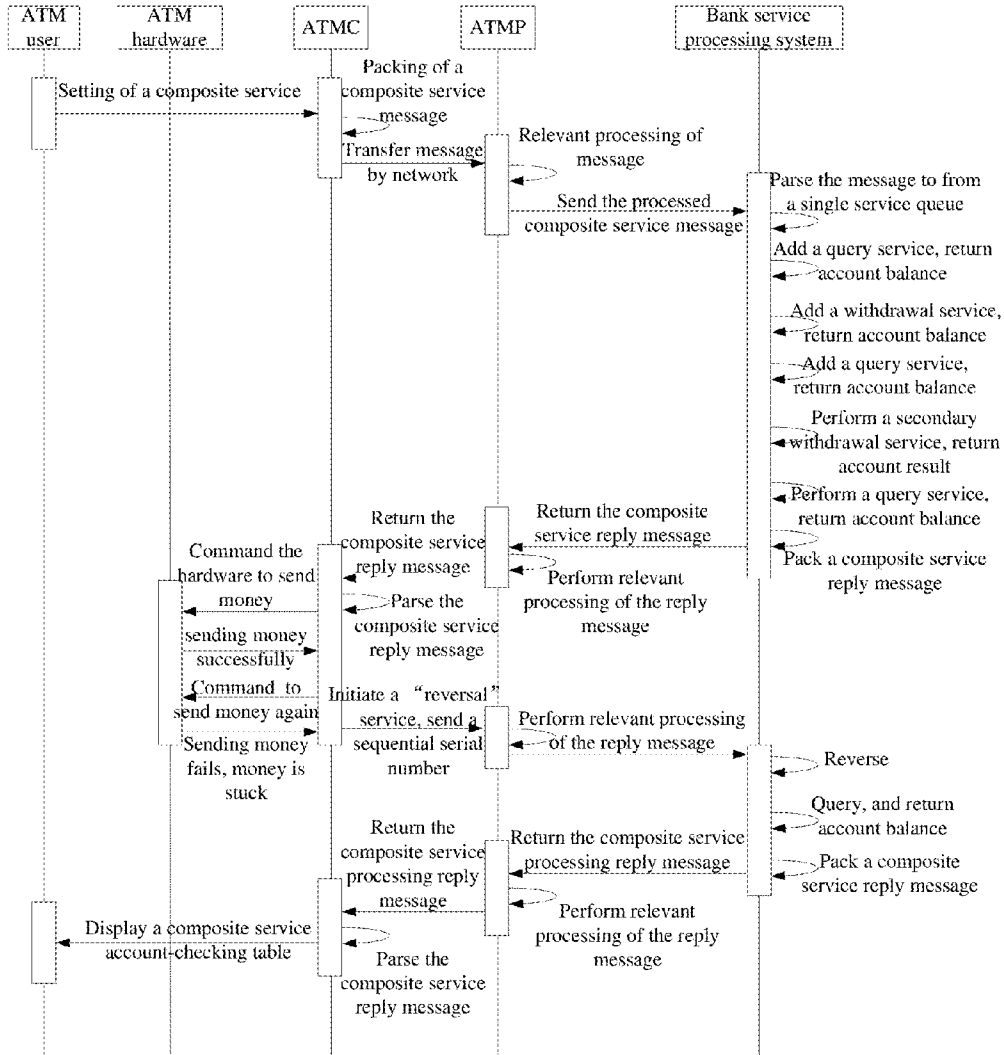 ATM
user
ATM
hardware
ATMC
ATMP
Bank service
processing system
Setting of a composite service
Packing of a
composite service
message
Transfer message
by network
Relevant processing of
message
Send the processed
composite service message
Parse the message to from
a single service queue
Add a query service, return
account balance
Add a withdrawal service,
return account balance
Add a query service,
return account balance
Perform a secondary
withdrawal service, return
account result
Perform a query service,
return account balance
Pack a composite service
reply message
Return the composite
service reply message
Perform relevant
processing of the reply
message
Return the
composite service
reply message
Parse the
composite service
reply message
Command the
hardware to send
money
sending money
successfully
Command to
send money again
Sending money
fails, money is
stuck
Initiate a “reversal”
service, send a
sequential serial
number
Perform relevant processing
of the reply message
Reverse
Query, and return
account balance
Pack a composite
service reply message
Return the composite service
processing reply message
Perform relevant
processing of the reply
message
Return the
composite service
processing reply
message
Parse the
composite service
reply message
Display a composite service
account-checking table